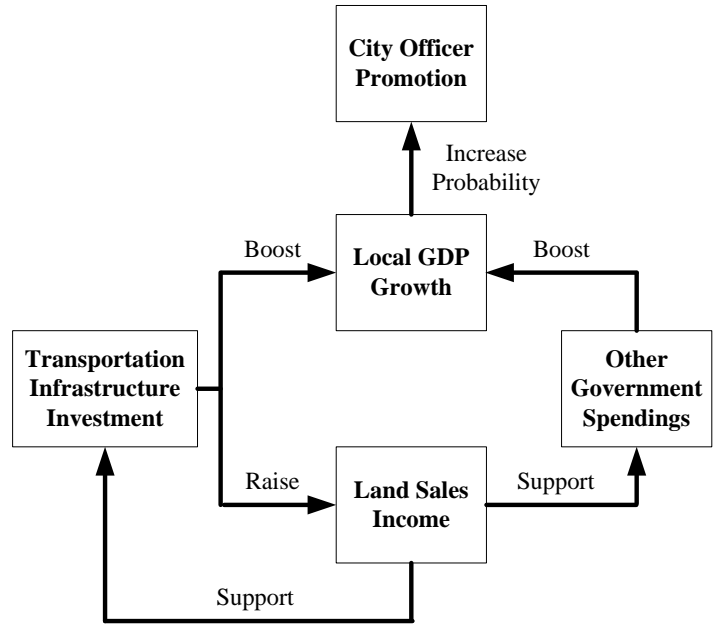 City Officer
Promotion
Increase
Probability
Boost
Local GDP
Growth
Boost
Transportation
Infrastructure
Investment
Other
Government
Spendings
Raise
Land Sales
Income
Support
Support